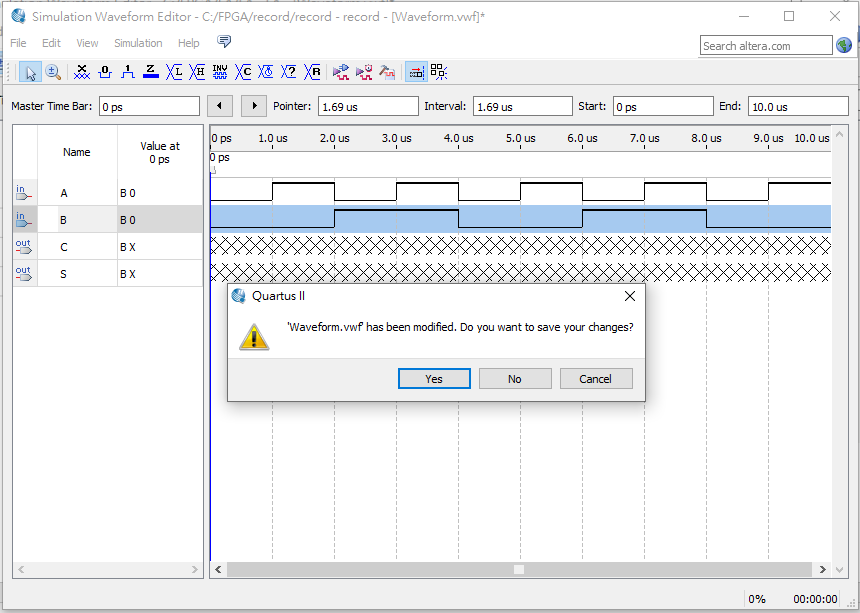 Simulation Waveform Editor - C:/FPGA/record/record - record - [Waveform.vwf]*
File Edit View Simulation Help
Search altera.com
Master Time Bar: 0 ps Pointer: 1.69 us Interval: 1.69 us Start: 0 ps End: 10.0 us
Name Value at 0 ps
0 ps 1.0 us 2.0 us 3.0 us 4.0 us 5.0 us 6.0 us 7.0 us 8.0 us 9.0 us 10.0 us
0 ps
in A B 0
in B B 0
out C B X
out S B X
Quartus II
'Waveform.vwf' has been modified. Do you want to save your changes?
Yes No Cancel
0% 00:00:00